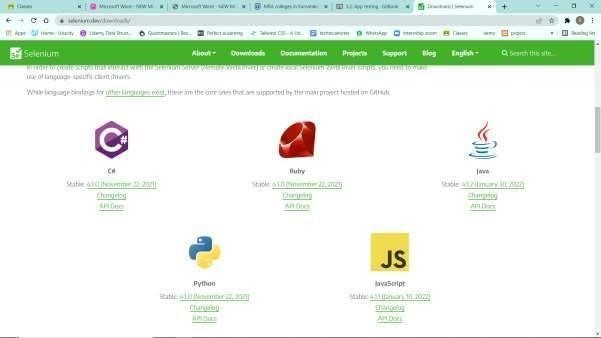 Classes
Microsoft Word - NEW M
Microsoft Word - NEW M
MBA colleges in
3.2. App testing - GitBook
Downloads | Selenium
selenium.dev/downloads/
Apps
Home - Udacity
Udemy Data
Quantmasters | Res
Perfect eLearning
Tailwind CSS – A Uti
technicaltester
WhatsApp
Internship zoom
Classes
demo
project
Reading list
Selenium
About
Downloads
Documentation
Projects
Support
Blog
English
Search this site…
In order to create scripts that interact with the Selenium Server (Remote WebDriver) or create local Selenium WebDriver scripts, you need to make
use of language-specific client drivers.
While language bindings for other languages exist, these are the core ones that are supported by the main project hosted on GitHub.
C#
Stable: 4.1.0 (November 22, 2021)
Changelog
API Docs
Ruby
Stable: 4.1.0 (November 22, 2021)
Changelog
API Docs
Java
Stable: 4.1.2 (January 30, 2022)
Changelog
API Docs
Python
Stable: 4.1.0 (November 22, 2021)
Changelog
API Docs
JS
JavaScript
Stable: 4.1.1 (January 10, 2022)
Changelog
API Docs